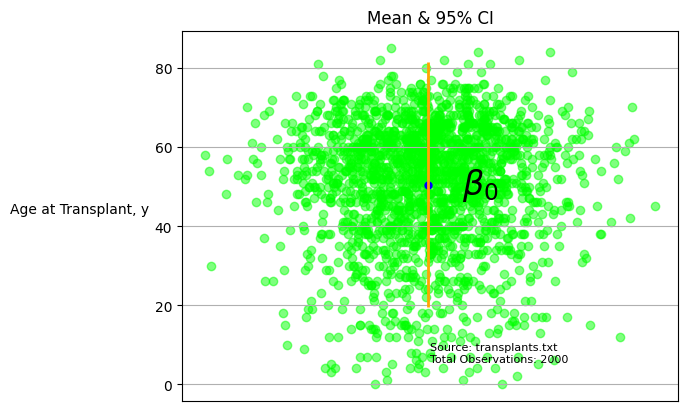 Mean & 95% CI
80
60
Age at Transplant, y
40
20
0
β₀
Source: transplants.txt
Total Observations: 2000